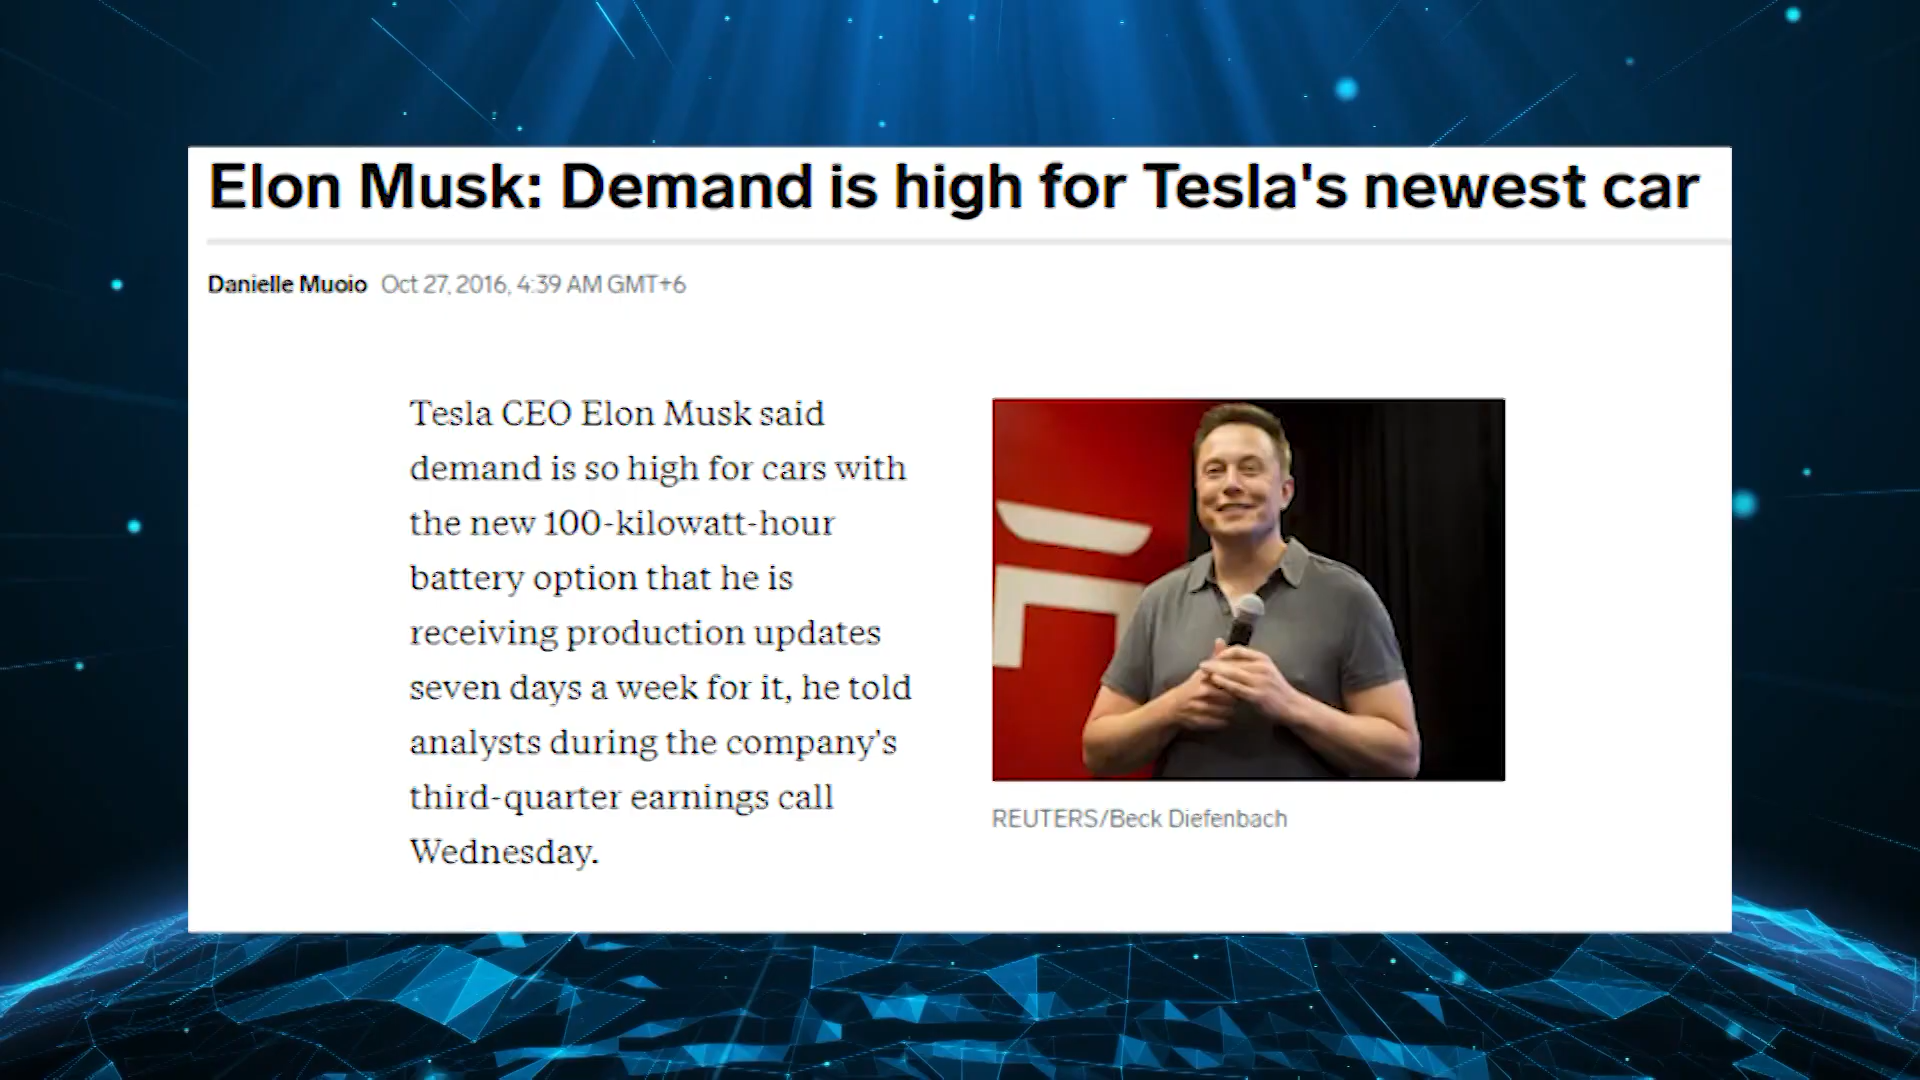 Elon Musk: Demand is high for Tesla's newest car
Danielle Muoio Oct 27, 2016, 4:39 AM GMT+6
Tesla CEO Elon Musk said
demand is so high for cars with
the new 100-kilowatt-hour
battery option that he is
receiving production updates
seven days a week for it, he told
analysts during the company's
third-quarter earnings call
Wednesday.
REUTERS/Beck Diefenbach